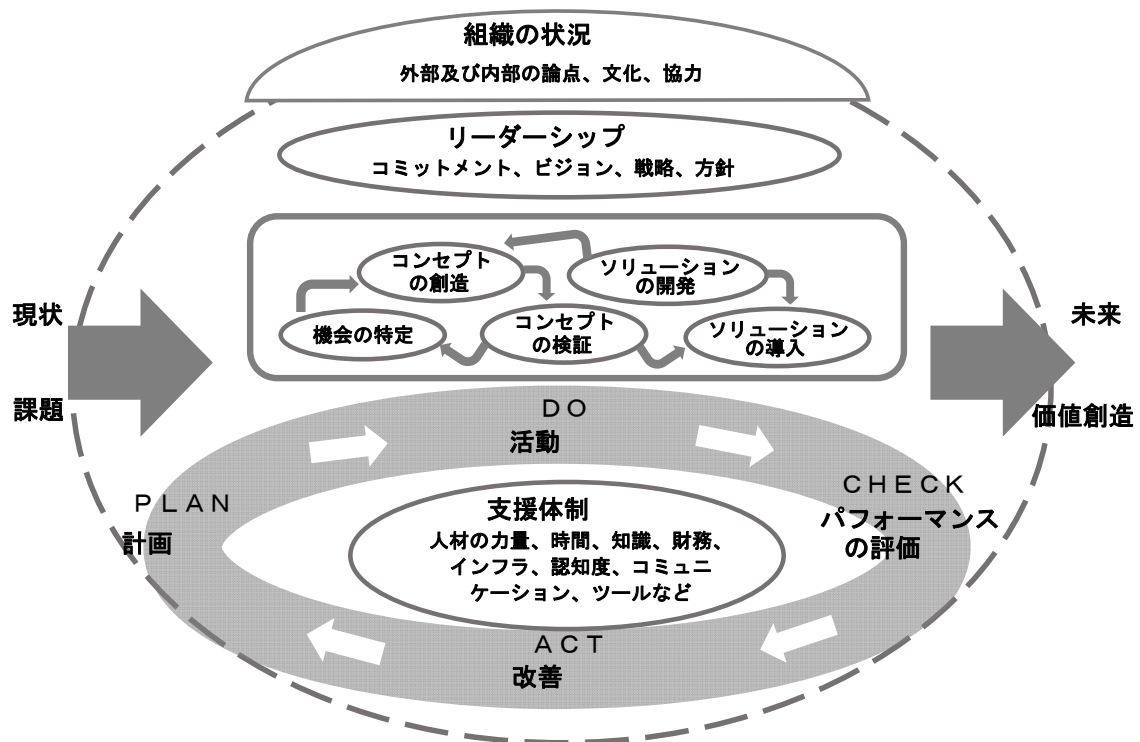 組織の状況
外部及び内部の論点、文化、協力
リーダーシップ
コミットメント、ビジョン、戦略、方針
コンセプト
の創造
ソリューション
の開発
機会の特定
コンセプト
の検証
ソリューション
の導入
現状
課題
未来
価値創造
ＤＯ
活動
ＰＬＡＮ
計画
ＣＨＥＣＫ
パフォーマンス
の評価
支援体制
人材の力量、時間、知識、財務、
インフラ、認知度、コミュニ
ケーション、ツールなど
ＡＣＴ
改善